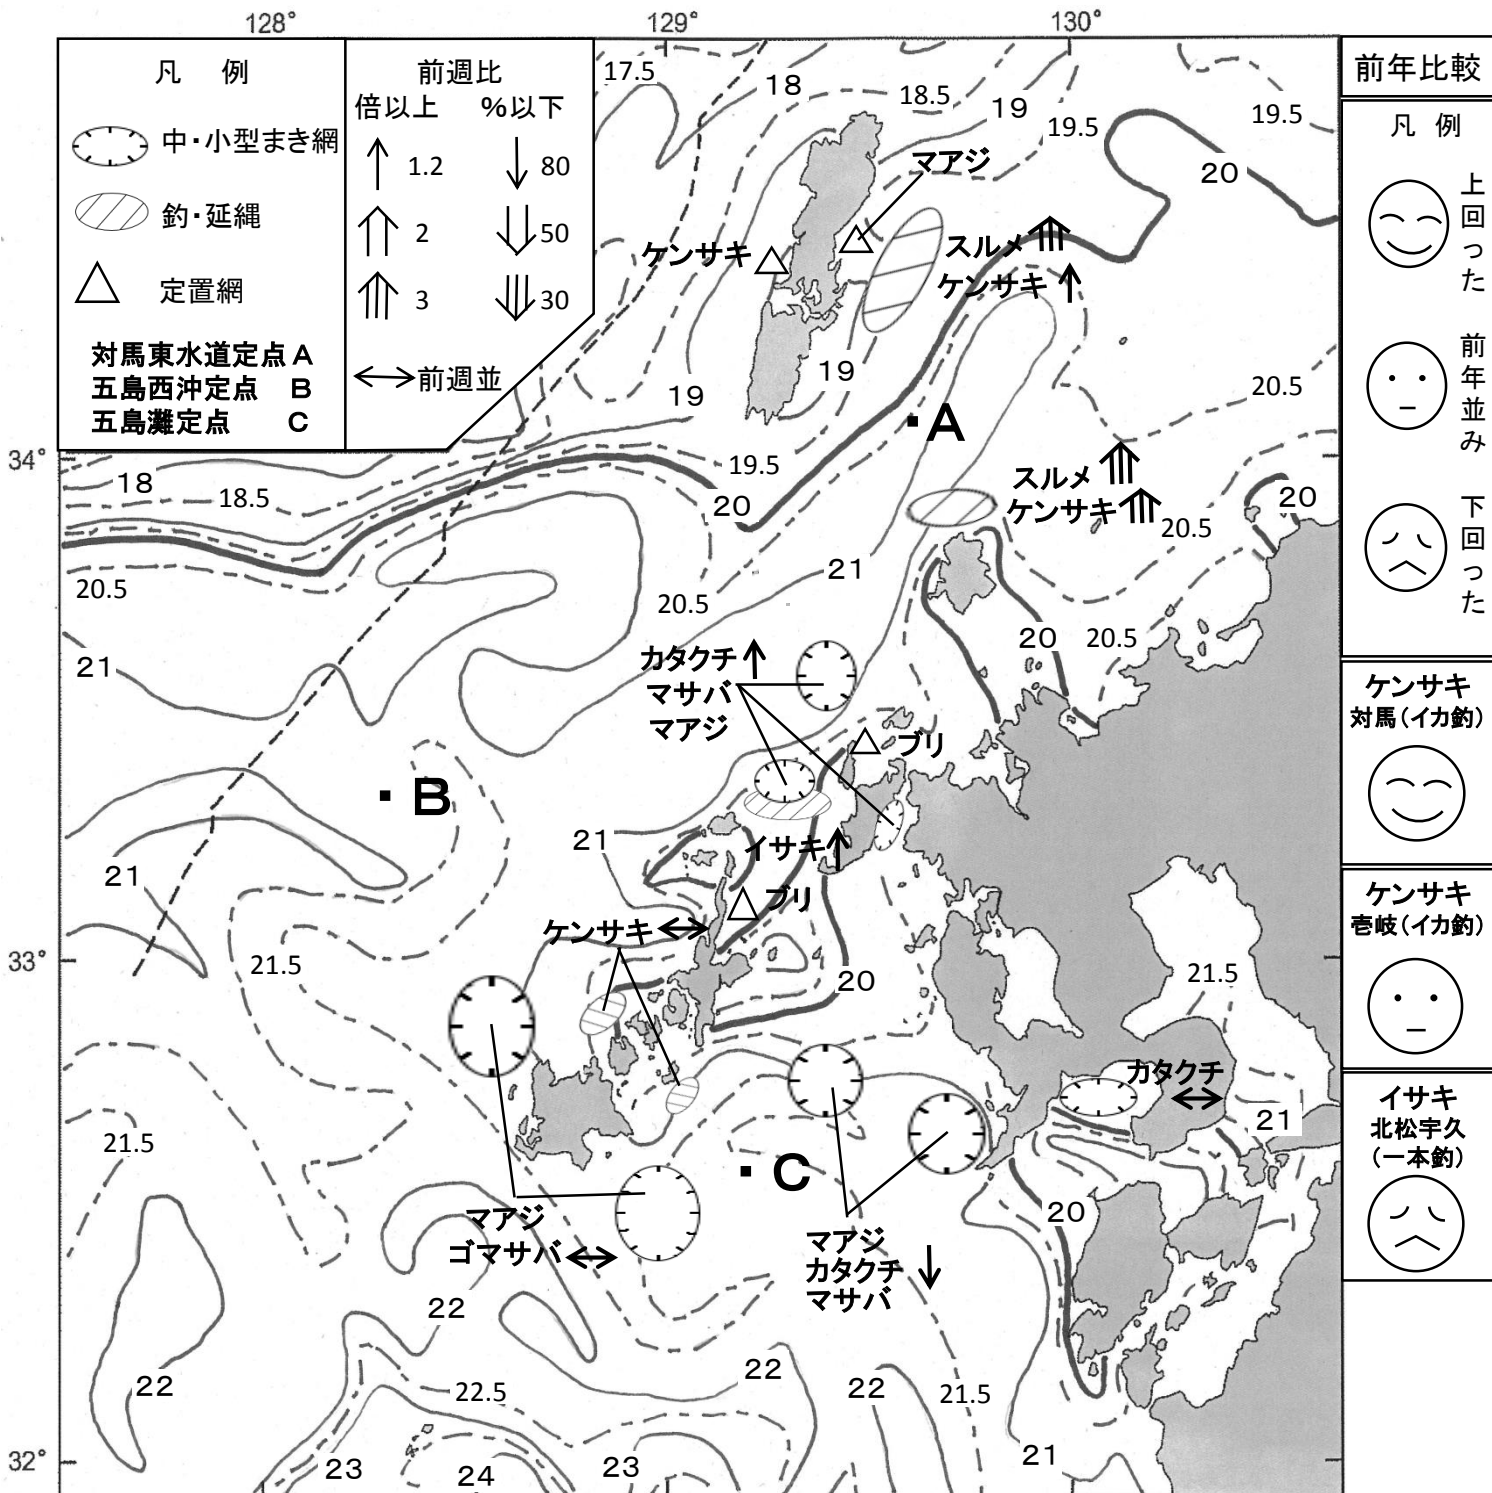 128°
129°
130°
凡 例
中・小型まき網
釣・延縄
定置網
対馬東水道定点 A
五島西沖定点 B
五島灘定点 C
前週比
倍以上 %以下
1.2 80
2 50
3 30
前週並
17.5
18
18.5
19
19.5
19.5
20
マアジ
ケンサキ
スルメ
ケンサキ
19
19
20.5
A
34°
18
18.5
19.5
20
スルメ
ケンサキ
20
20.5
20.5
21
20.5
20
20.5
21
カタクチ
マサバ
マアジ
ブリ
B
21
イサキ
21
ブリ
ケンサキ
33°
21.5
20
21.5
カタクチ
21
21.5
C
20
マアジ
ゴマサバ
マアジ
カタクチ
マサバ
22
22
22.5
22
22
21.5
21
32°
23
24
23
前年比較
凡 例
上回った
前年並み
下回った
ケンサキ
対馬(イカ釣)
ケンサキ
壱岐(イカ釣)
イサキ
北松宇久
(一本釣)